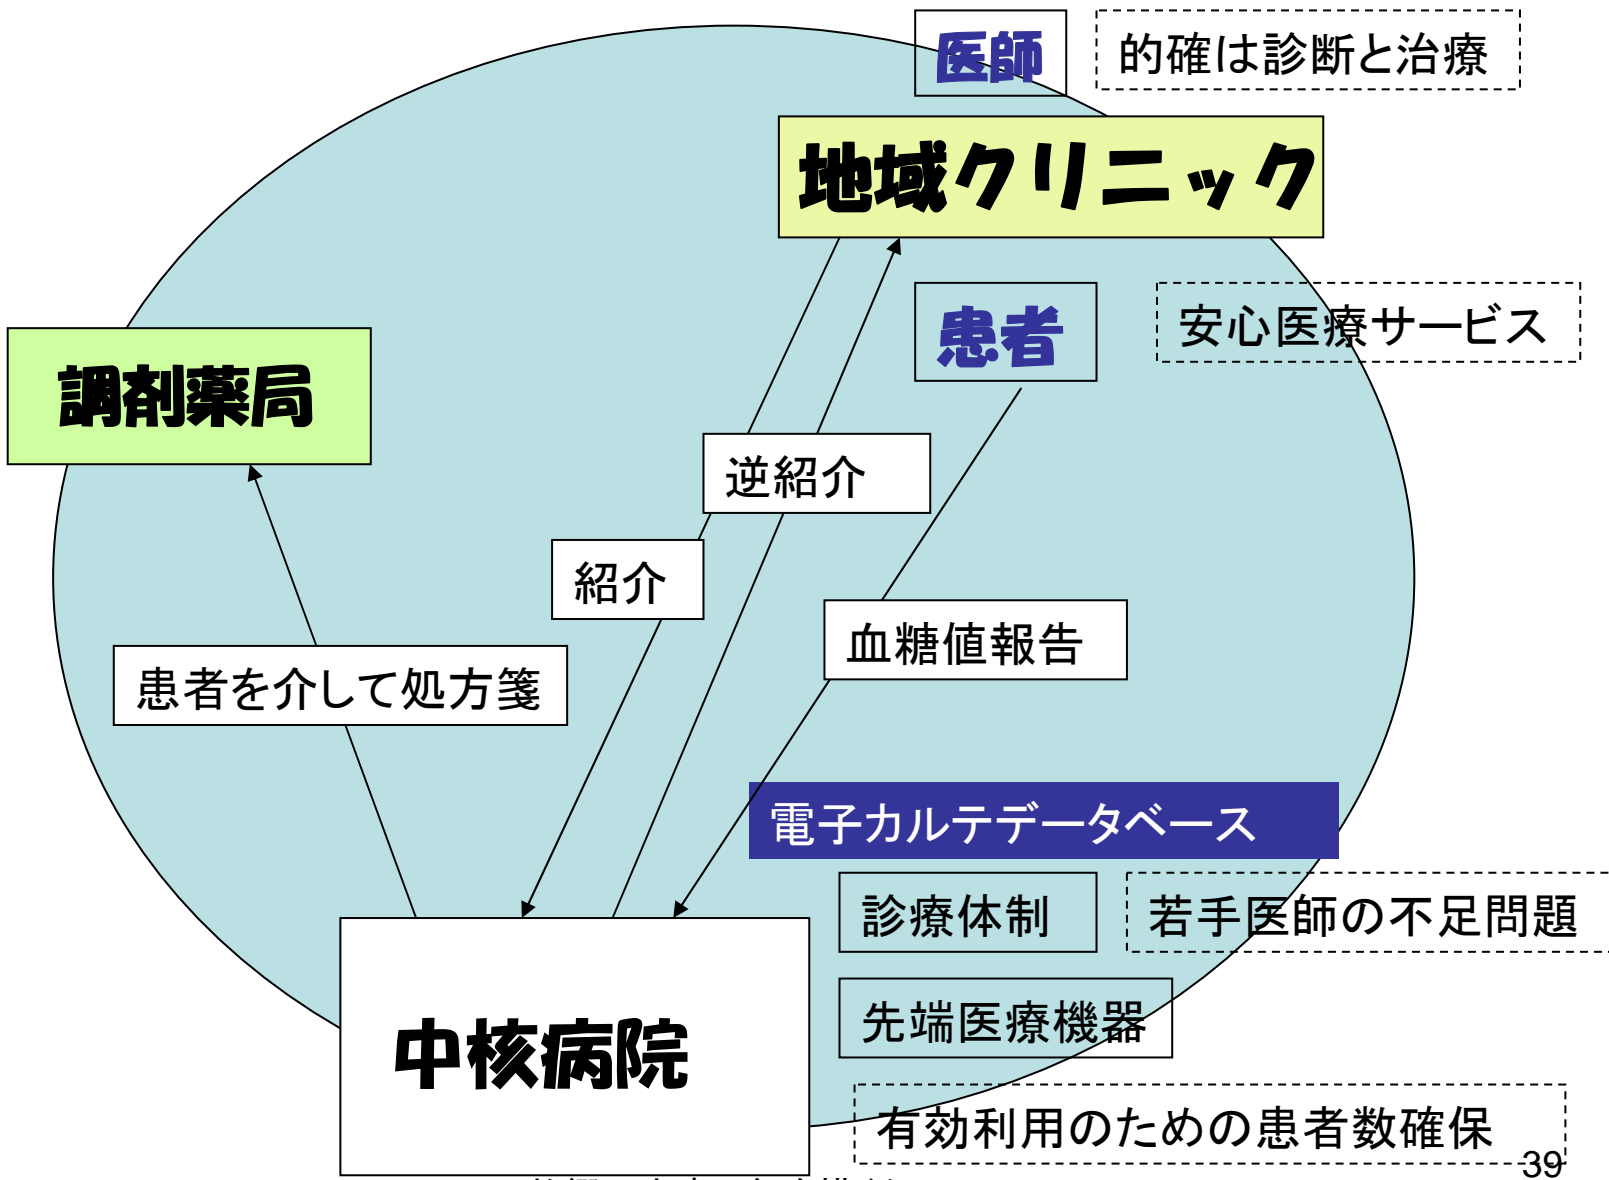 医師
的確は診断と治療
地域クリニック
患者
安心医療サービス
調剤薬局
逆紹介
紹介
血糖値報告
患者を介して処方箋
電子カルテデータベース
診療体制
若手医師の不足問題
先端医療機器
中核病院
有効利用のための患者数確保
39